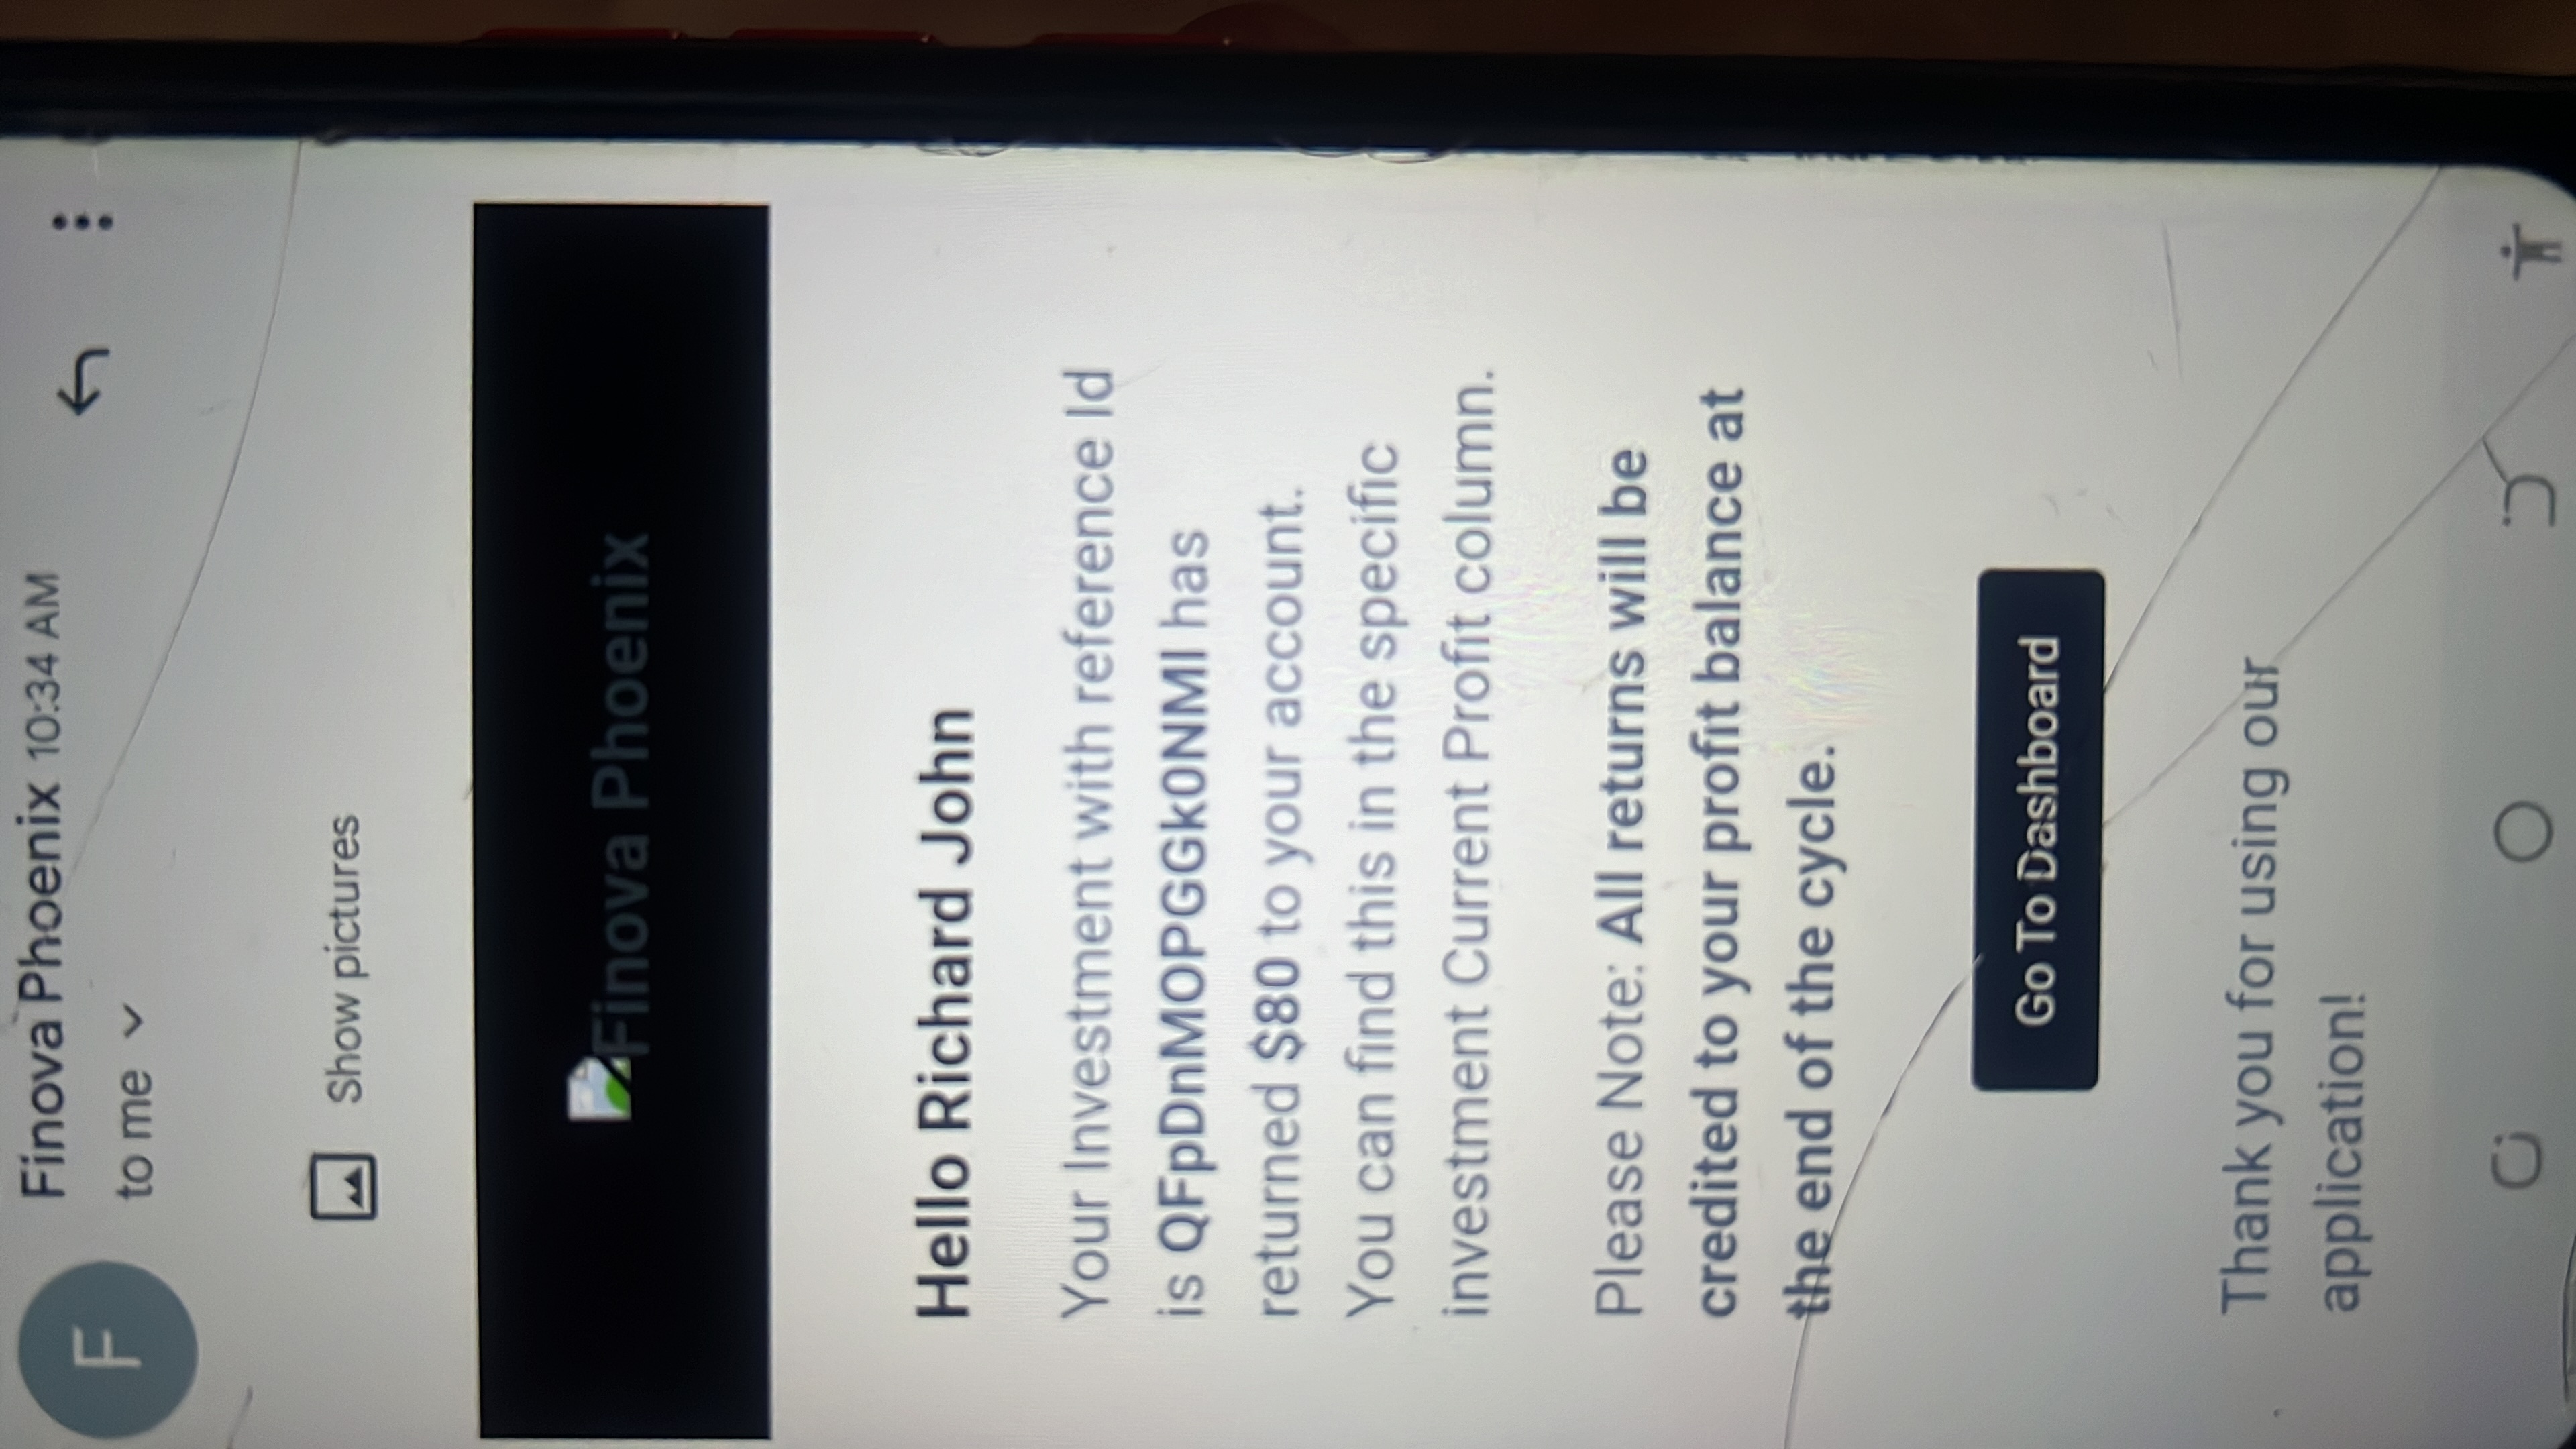 F
Finova Phoenix 10:34 AM
to me
Show pictures
Finova Phoenix
Hello Richard John
Your Investment with reference Id
is QFpDnMOPGGk0NMl has
returned $80 to your account.
You can find this in the specific
investment Current Profit column.
Please Note: All returns will be
credited to your profit balance at
the end of the cycle.
Go To Dashboard
Thank you for using our
application!